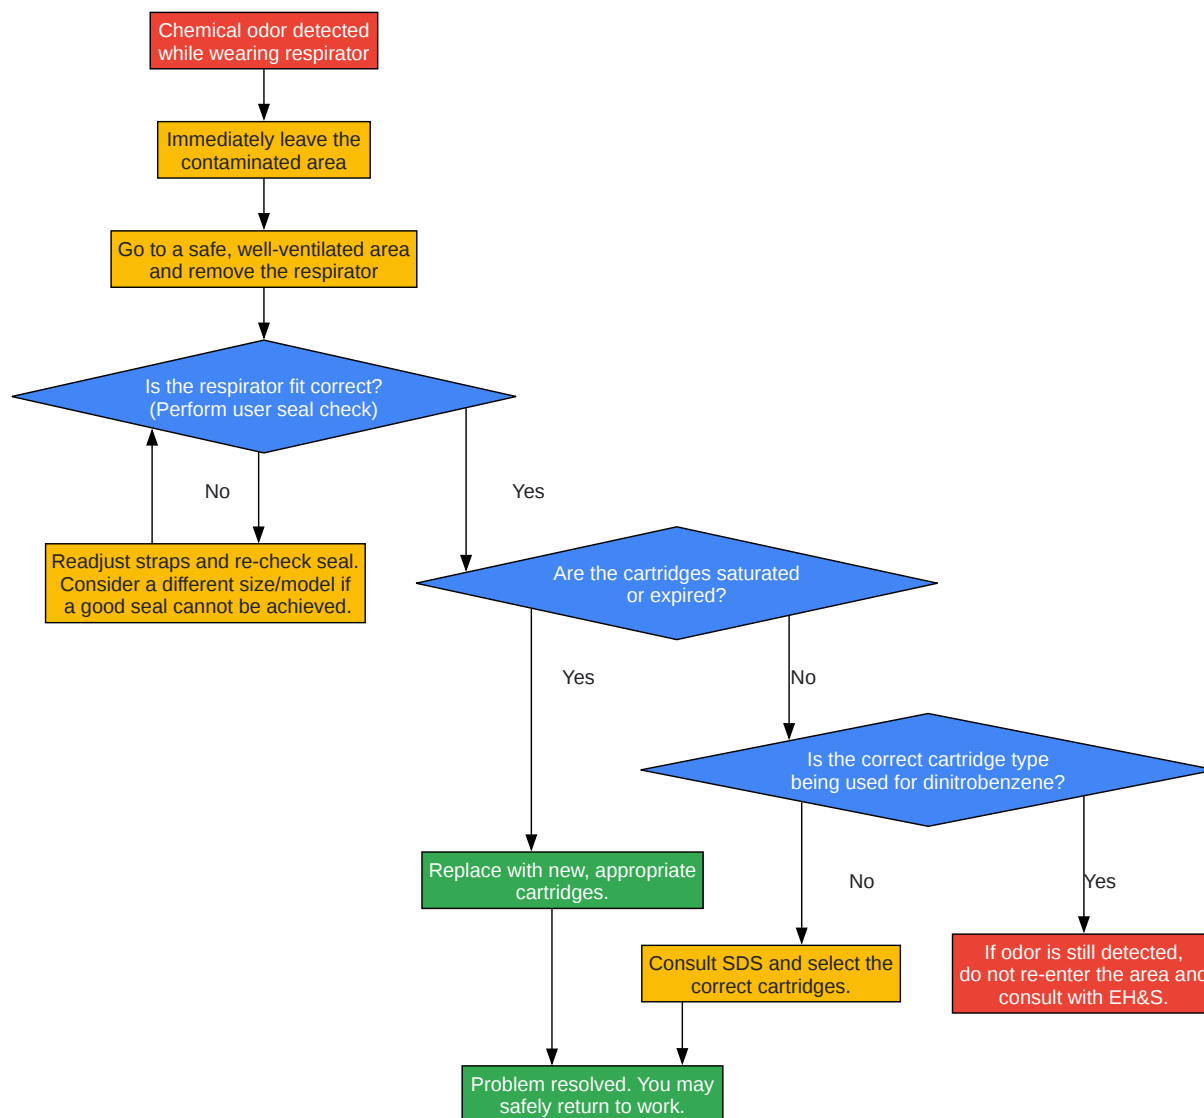 Chemical odor detected
while wearing respirator
Immediately leave the
contaminated area
Go to a safe, well-ventilated area
and remove the respirator
Is the respirator fit correct?
(Perform user seal check)
No
Yes
Readjust straps and re-check seal.
Consider a different size/model if
a good seal cannot be achieved.
Are the cartridges saturated
or expired?
Yes
No
Is the correct cartridge type
being used for dinitrobenzene?
Replace with new, appropriate
cartridges.
No
Yes
Consult SDS and select the
correct cartridges.
If odor is still detected,
do not re-enter the area and
consult with EH&S.
Problem resolved. You may
safely return to work.